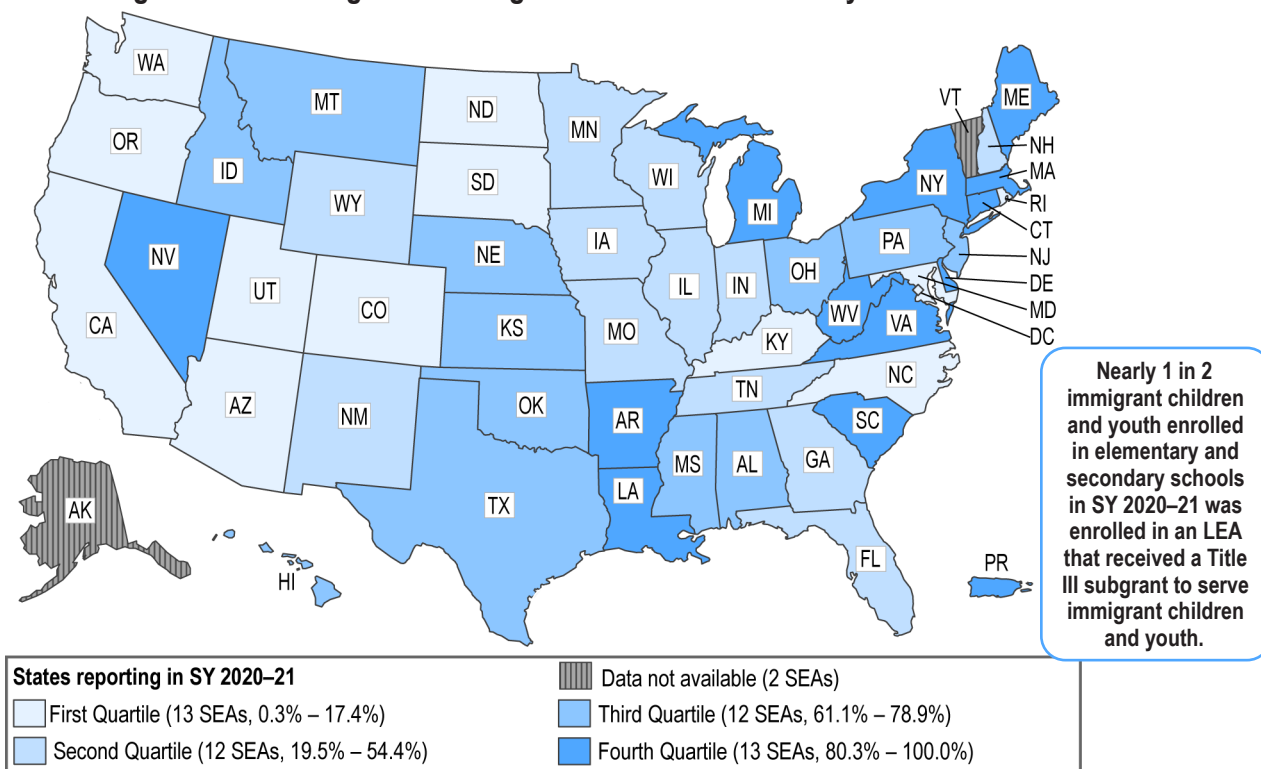 WA
MT
ND
MN
VT
ME
OR
ID
SD
WI
NH
MA
WY
MI
NY
RI
CT
NV
NE
IA
PA
NJ
UT
CO
IL
IN
OH
DE
CA
KS
MO
WV
VA
MD
DC
KY
AZ
NM
OK
TN
NC
AR
SC
MS
AL
GA
LA
TX
AK
HI
FL
PR
Nearly 1 in 2
immigrant children
and youth enrolled
in elementary and
secondary schools
in SY 2020–21 was
enrolled in an LEA
that received a Title
III subgrant to serve
immigrant children
and youth.
States reporting in SY 2020–21
First Quartile (13 SEAs, 0.3% – 17.4%)
Second Quartile (12 SEAs, 19.5% – 54.4%)
Data not available (2 SEAs)
Third Quartile (12 SEAs, 61.1% – 78.9%)
Fourth Quartile (13 SEAs, 80.3% – 100.0%)